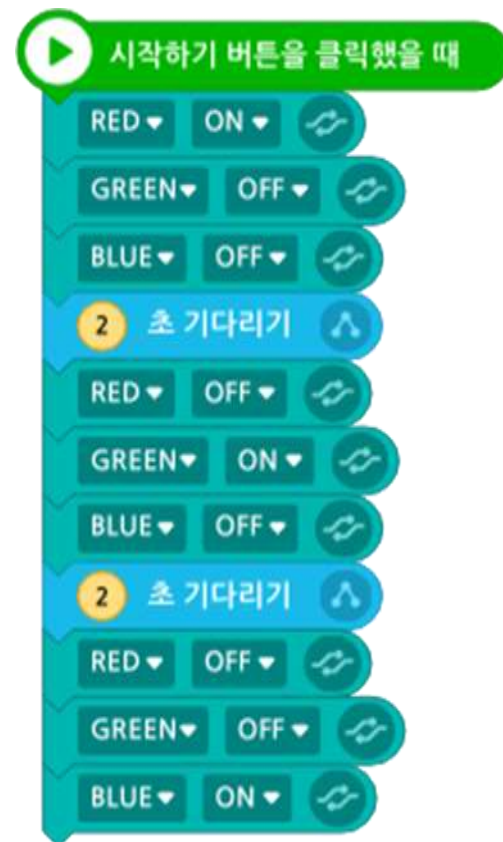 시작하기 버튼을 클릭했을 때
RED ON
GREEN OFF
BLUE OFF
2 초 기다리기
RED OFF
GREEN ON
BLUE OFF
2 초 기다리기
RED OFF
GREEN OFF
BLUE ON